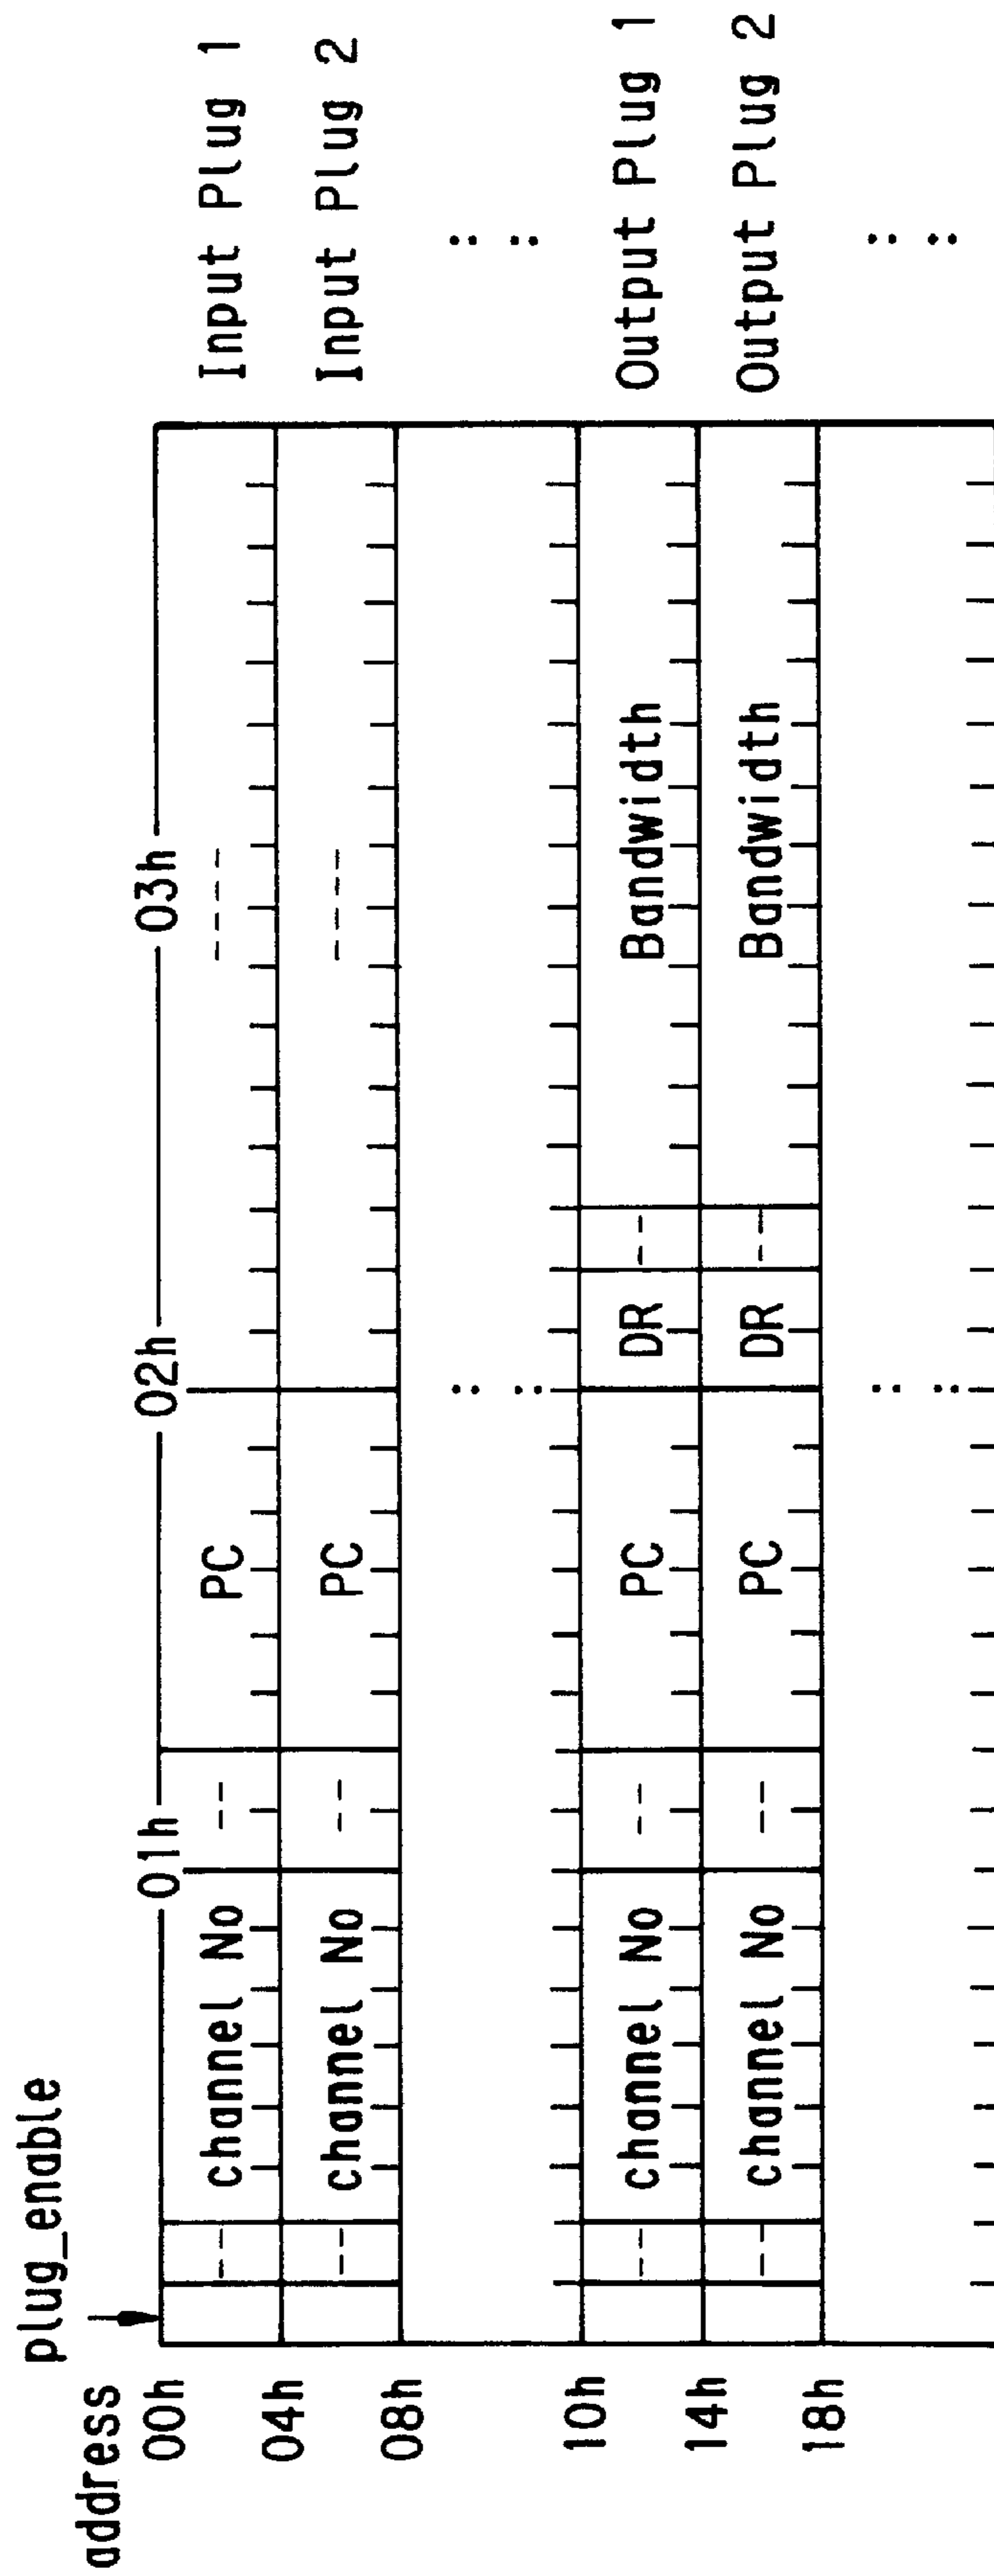 plug_enable
address
01h 02h 03h
00h -- channel No -- PC ---- Input Plug 1
04h -- channel No -- PC ---- Input Plug 2
08h
10h -- channel No -- PC DR -- Bandwidth Output Plug 1
14h -- channel No -- PC DR -- Bandwidth Output Plug 2
18h